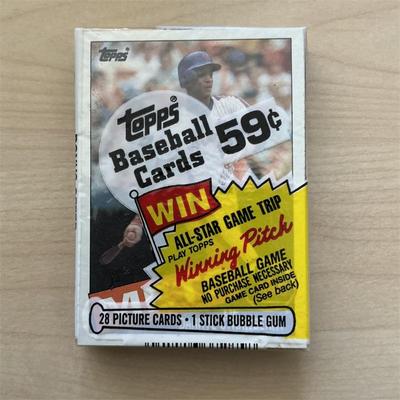 Topps
Topps
Baseball
Cards
59¢
WIN
ALL-STAR GAME TRIP
PLAY TOPPS
Winning Pitch
BASEBALL GAME
NO PURCHASE NECESSARY
GAME CARD INSIDE
(See back)
28 PICTURE CARDS • 1 STICK BUBBLE GUM